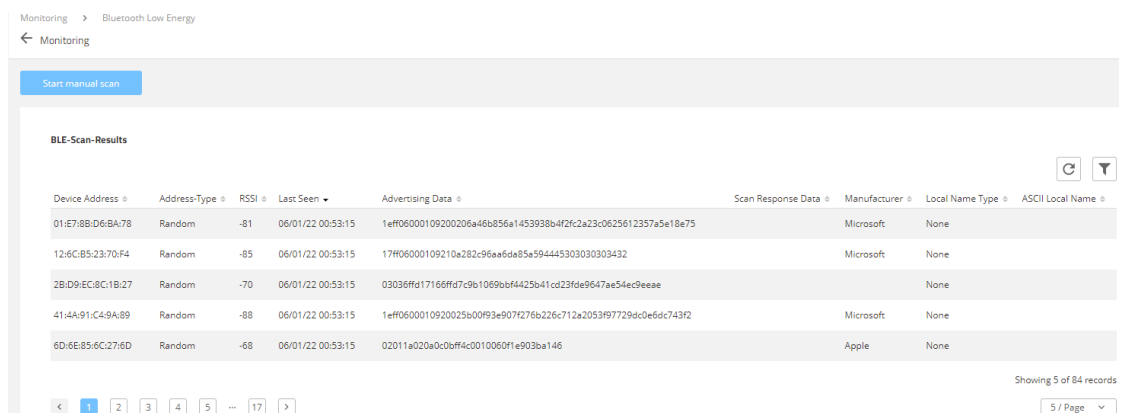 Monitoring > Bluetooth Low Energy
← Monitoring
Start manual scan
BLE-Scan-Results
Device Address Address-Type RSSI Last Seen Advertising Data Scan Response Data Manufacturer Local Name Type ASCII Local Name
01:E7:8B:D6:BA:78 Random -81 06/01/22 00:53:15 1eff06000109200206a46b856a1453938b4f2fc2a23c0625612357a5e18e75 Microsoft None
12:6C:B5:23:70:F4 Random -85 06/01/22 00:53:15 17ff06000109210a282c96aa6da85a594445303030303432 Microsoft None
2B:D9:EC:8C:1B:27 Random -70 06/01/22 00:53:15 03036ffd17166ffd7c9b1069bbf4425b41cd23fde9647ae54ec9eeae None
41:4A:91:C4:9A:89 Random -88 06/01/22 00:53:15 1eff0600010920025b00f93e907f276b226c712a2053f97729dc0e6dc743f2 Microsoft None
6D:6E:85:6C:27:6D Random -68 06/01/22 00:53:15 02011a020a0c0bff4c0010060f1e903ba146 Apple None
Showing 5 of 84 records
< 1 2 3 4 5 ... 17 > 5 / Page